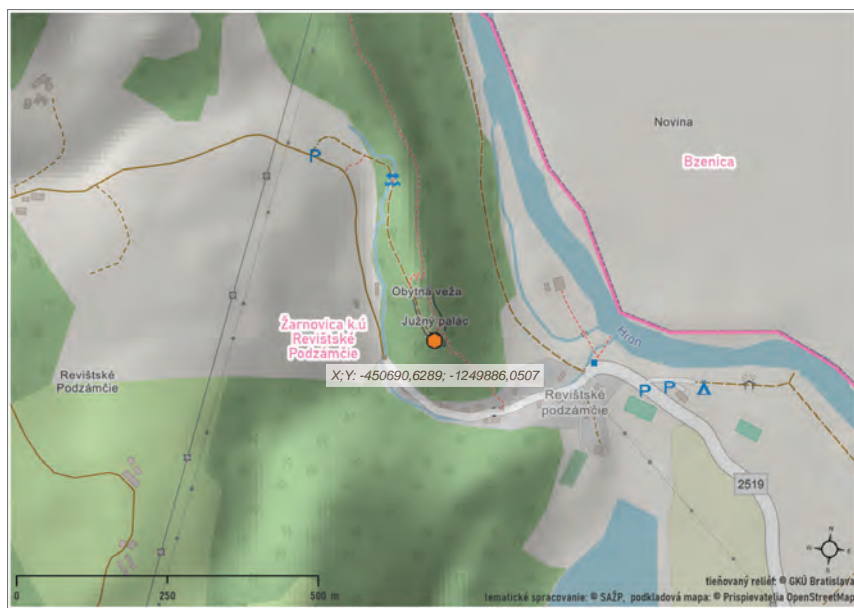 Novina
Bzenica
P
Obytná veža
Južný palác
Žarnovica k.ú
Revištské
Podzámčie
Hron
X;Y: -450690,6289; -1249886,0507
Revištské
Podzámčie
Revištské
podzámčie
P
P
2519
N
W
E
S
0
250
500 m
tieňovaný reliéf: © GKÚ Bratislava
tematické spracovanie: © SAŽP, podkladová mapa: © Prispievatelia OpenStreetMap